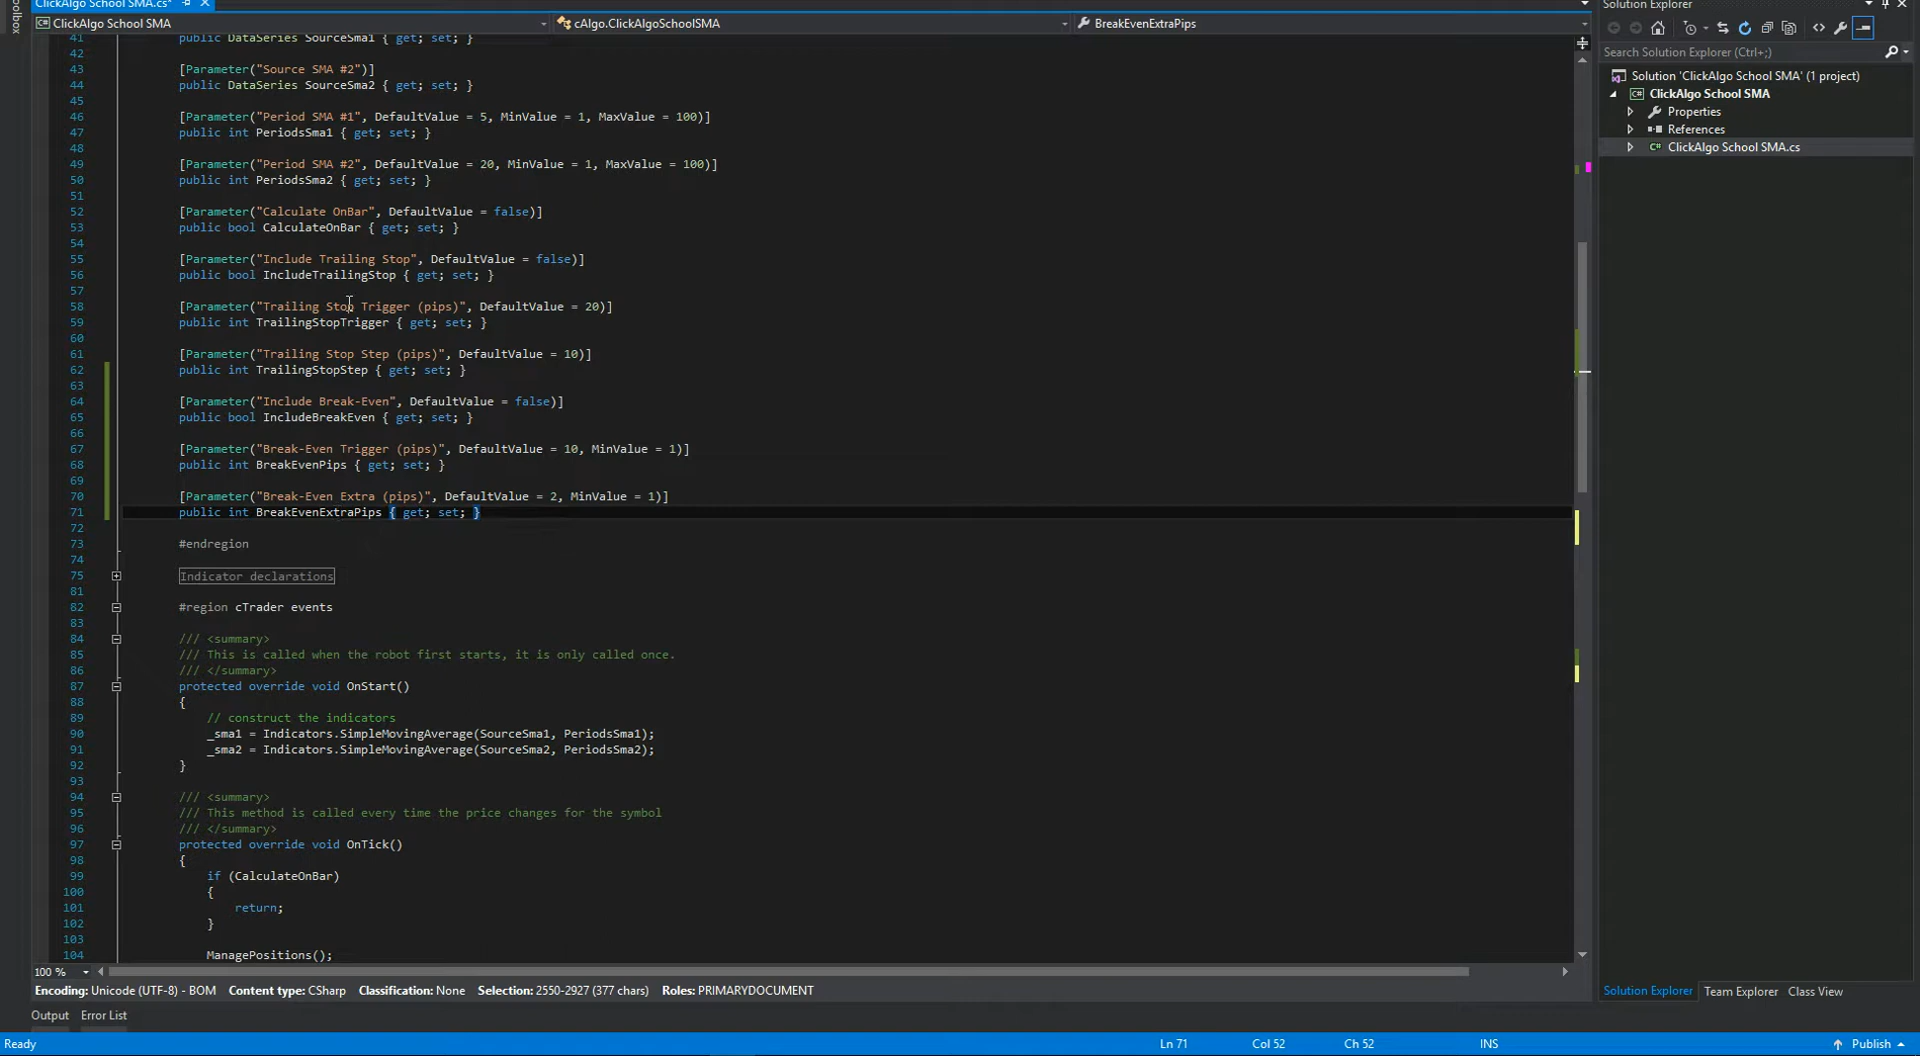 ClickAlgo School SMA.cs*
Toolbox
ClickAlgo School SMA
cAlgo.ClickAlgoSchoolSMA
BreakEvenExtraPips
41 public DataSeries SourceSma1 { get; set; }
42
43 [Parameter("Source SMA #2")]
44 public DataSeries SourceSma2 { get; set; }
45
46 [Parameter("Period SMA #1", DefaultValue = 5, MinValue = 1, MaxValue = 100)]
47 public int PeriodsSma1 { get; set; }
48
49 [Parameter("Period SMA #2", DefaultValue = 20, MinValue = 1, MaxValue = 100)]
50 public int PeriodsSma2 { get; set; }
51
52 [Parameter("Calculate OnBar", DefaultValue = false)]
53 public bool CalculateOnBar { get; set; }
54
55 [Parameter("Include Trailing Stop", DefaultValue = false)]
56 public bool IncludeTrailingStop { get; set; }
57
58 [Parameter("Trailing Stop Trigger (pips)", DefaultValue = 20)]
59 public int TrailingStopTrigger { get; set; }
60
61 [Parameter("Trailing Stop Step (pips)", DefaultValue = 10)]
62 public int TrailingStopStep { get; set; }
63
64 [Parameter("Include Break-Even", DefaultValue = false)]
65 public bool IncludeBreakEven { get; set; }
66
67 [Parameter("Break-Even Trigger (pips)", DefaultValue = 10, MinValue = 1)]
68 public int BreakEvenPips { get; set; }
69
70 [Parameter("Break-Even Extra (pips)", DefaultValue = 2, MinValue = 1)]
71 public int BreakEvenExtraPips { get; set; }
72
73 #endregion
74
75 Indicator declarations
81
82 #region cTrader events
83
84 /// <summary>
85 /// This is called when the robot first starts, it is only called once.
86 /// </summary>
87 protected override void OnStart()
88 {
89 // construct the indicators
90 _sma1 = Indicators.SimpleMovingAverage(SourceSma1, PeriodsSma1);
91 _sma2 = Indicators.SimpleMovingAverage(SourceSma2, PeriodsSma2);
92 }
93
94 /// <summary>
95 /// This method is called every time the price changes for the symbol
96 /// </summary>
97 protected override void OnTick()
98 {
99 if (CalculateOnBar)
100 {
101 return;
102 }
103
104 ManagePositions();
100 %
Encoding: Unicode (UTF-8) - BOM Content type: CSharp Classification: None Selection: 2550-2927 (377 chars) Roles: PRIMARYDOCUMENT
Output Error List
Ready Ln 71 Col 52 Ch 52 INS Publish
Solution Explorer
Search Solution Explorer (Ctrl+;)
Solution 'ClickAlgo School SMA' (1 project)
ClickAlgo School SMA
Properties
References
ClickAlgo School SMA.cs
Solution Explorer Team Explorer Class View